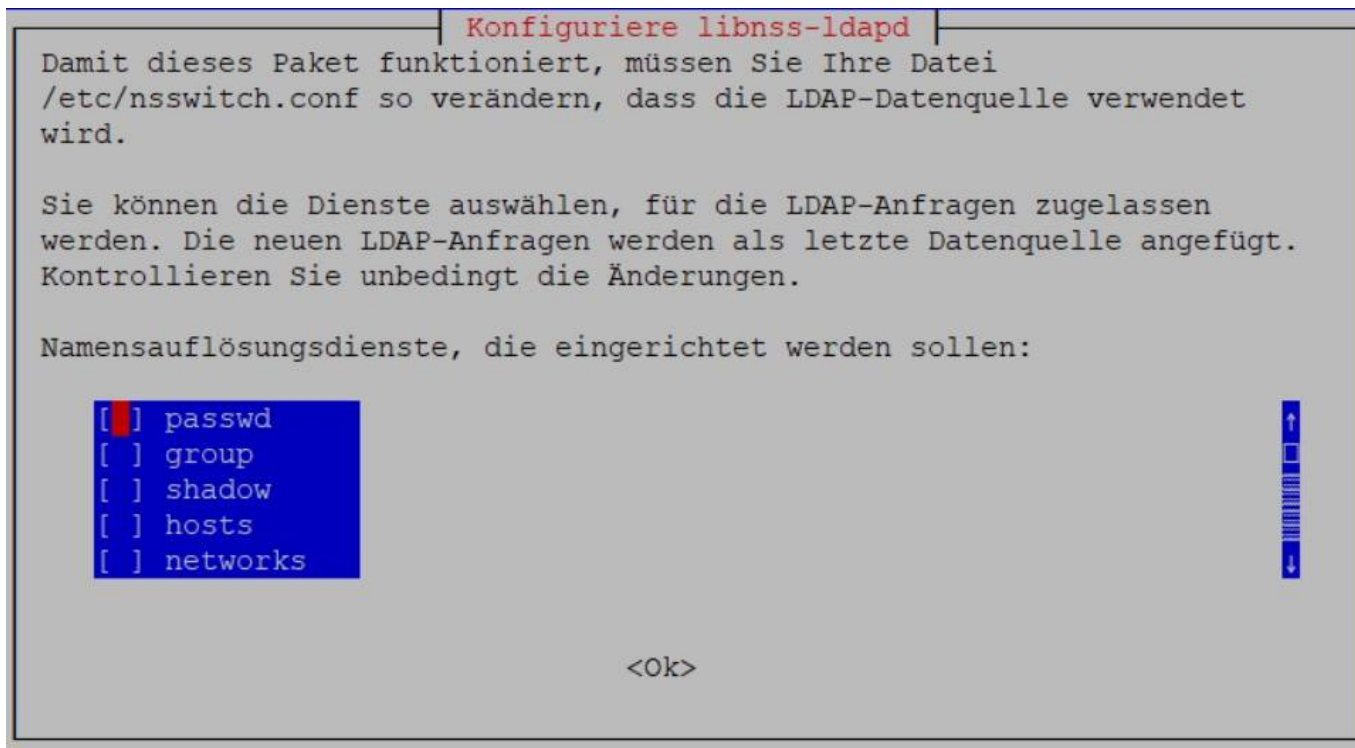 Konfiguriere libnss-ldapd
Damit dieses Paket funktioniert, müssen Sie Ihre Datei
/etc/nsswitch.conf so verändern, dass die LDAP-Datenquelle verwendet
wird.
Sie können die Dienste auswählen, für die LDAP-Anfragen zugelassen
werden. Die neuen LDAP-Anfragen werden als letzte Datenquelle angefügt.
Kontrollieren Sie unbedingt die Änderungen.
Namensauflösungsdienste, die eingerichtet werden sollen:
[ ] passwd
[ ] group
[ ] shadow
[ ] hosts
[ ] networks
<Ok>